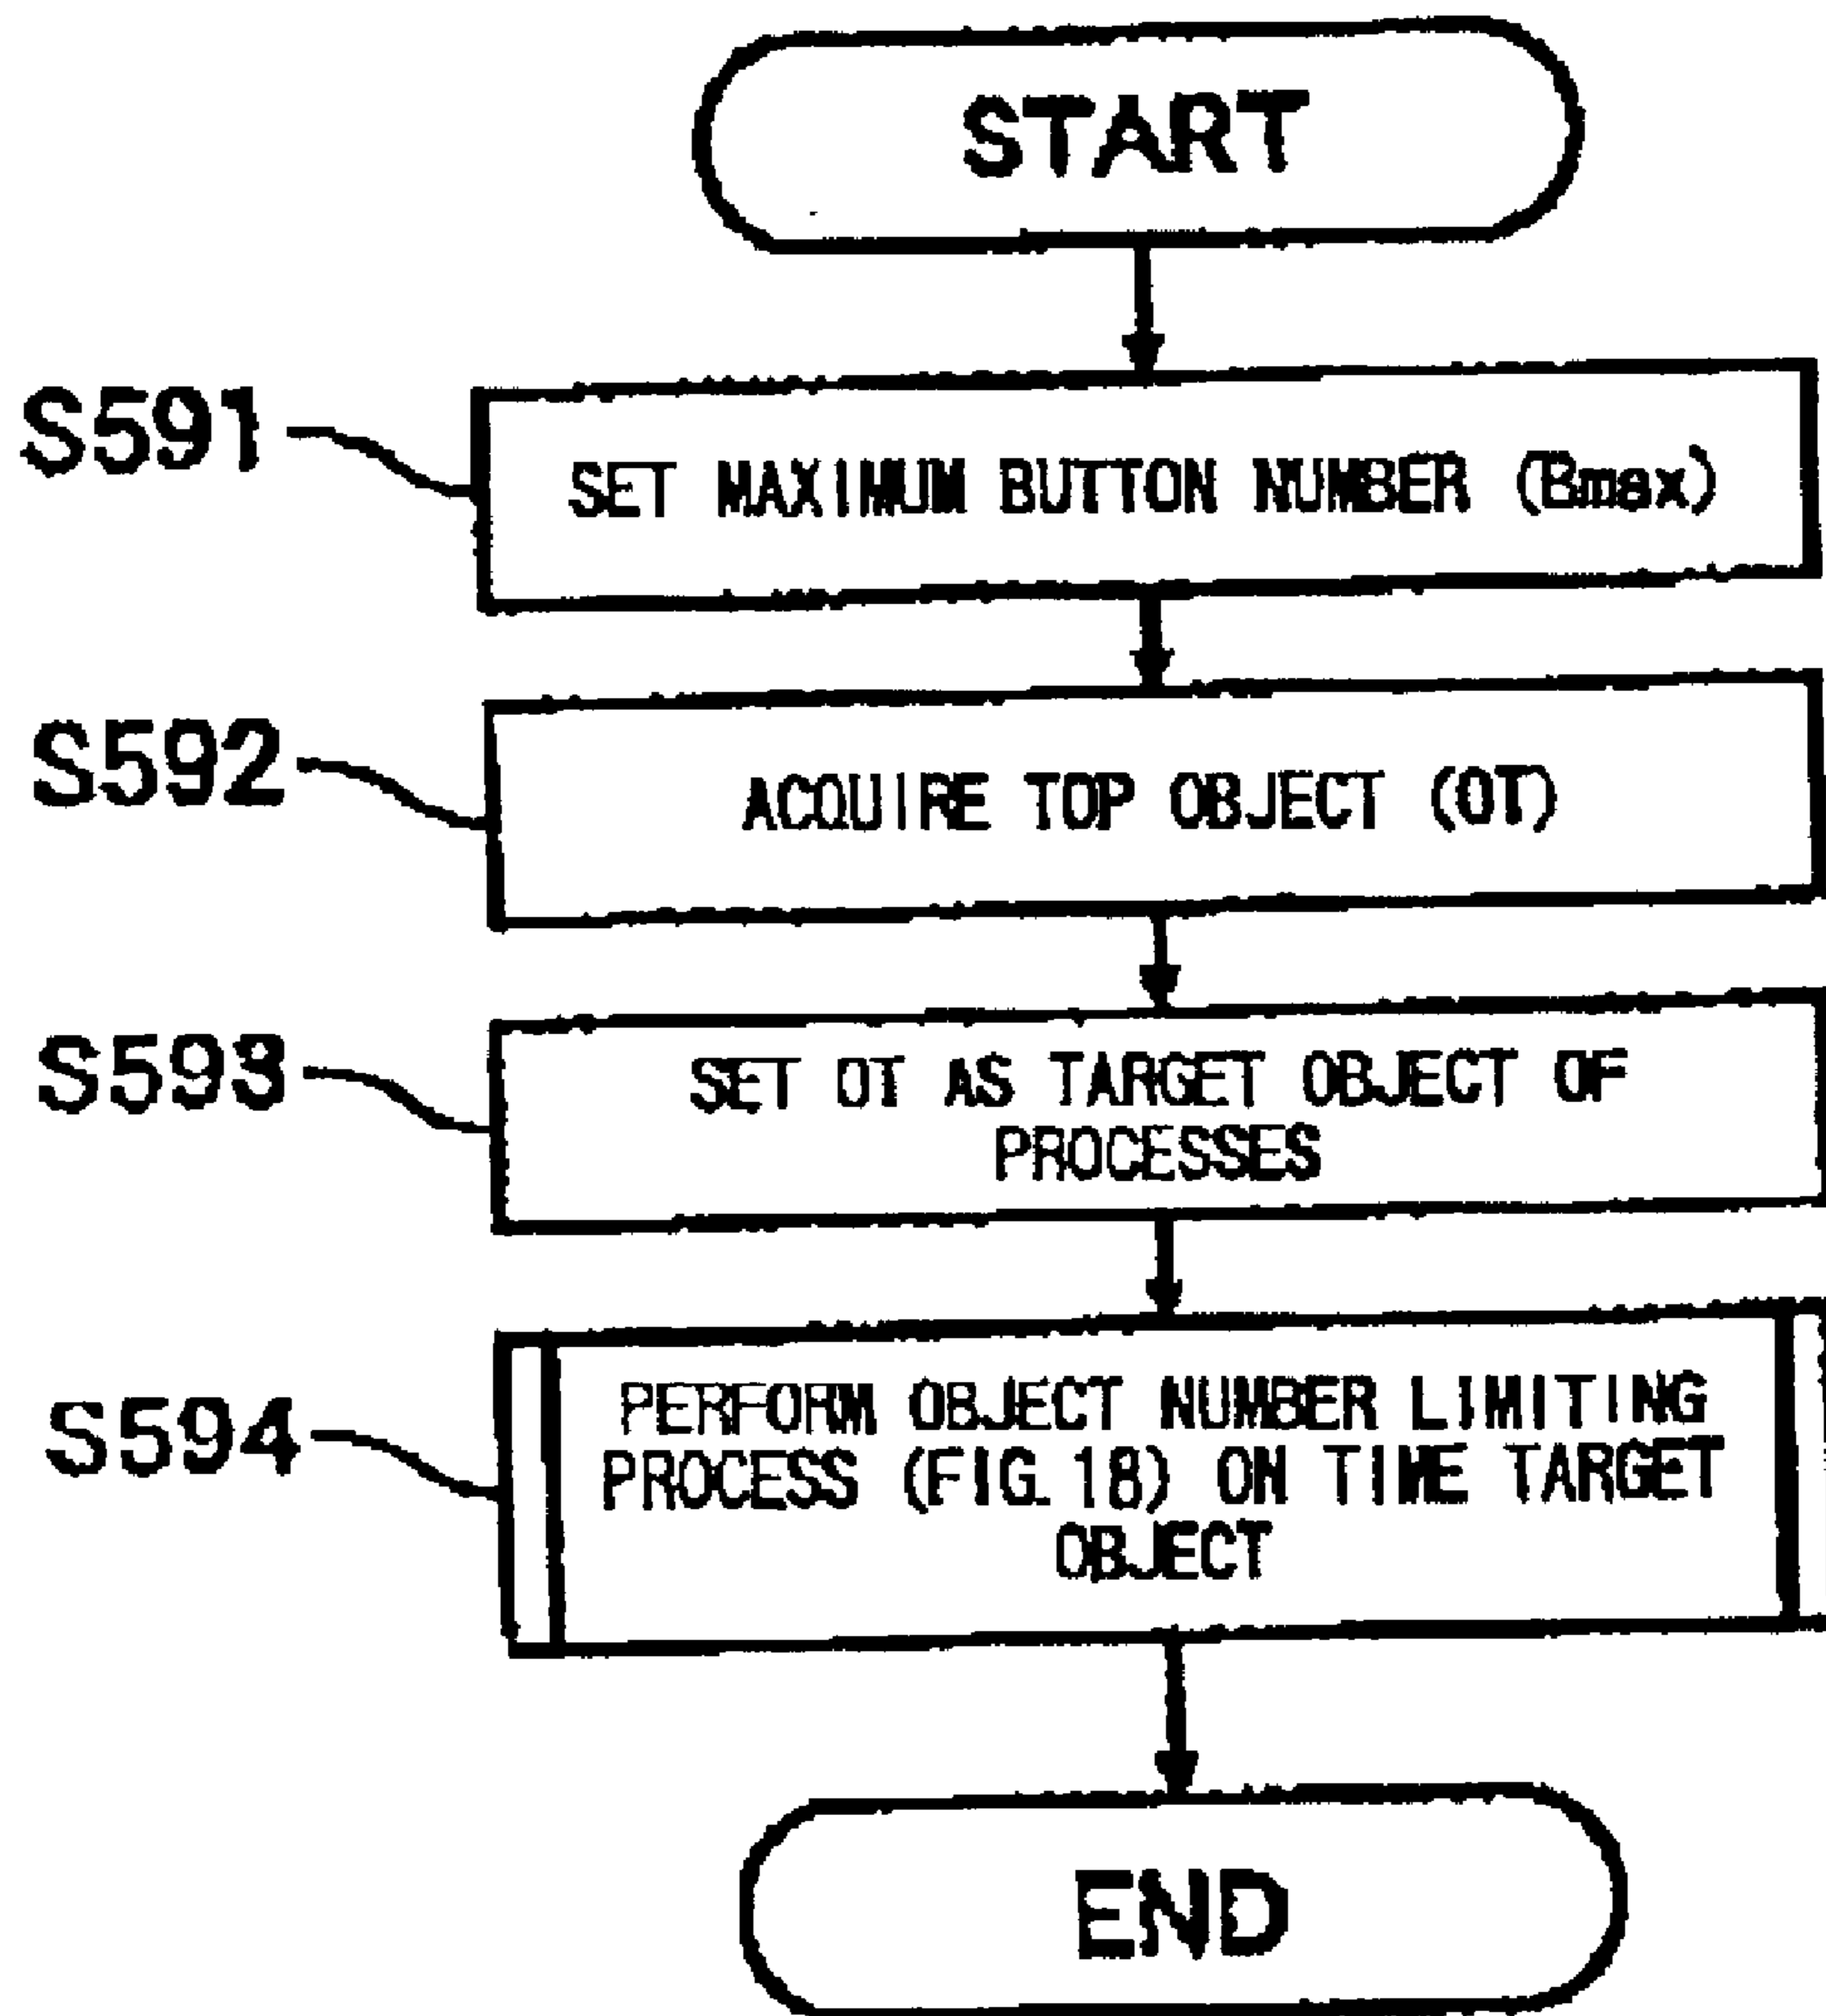 START
S591
SET MAXIMUM BUTTON NUMBER (Bmax)
S592
ACQUIRE TOP OBJECT (OT)
S593
SET OT AS TARGET OBJECT OF
PROCESSES
S594
PERFORM OBJECT NUMBER LIMITING
PROCESS (FIG. 18) ON TIME TARGET
OBJECT
END